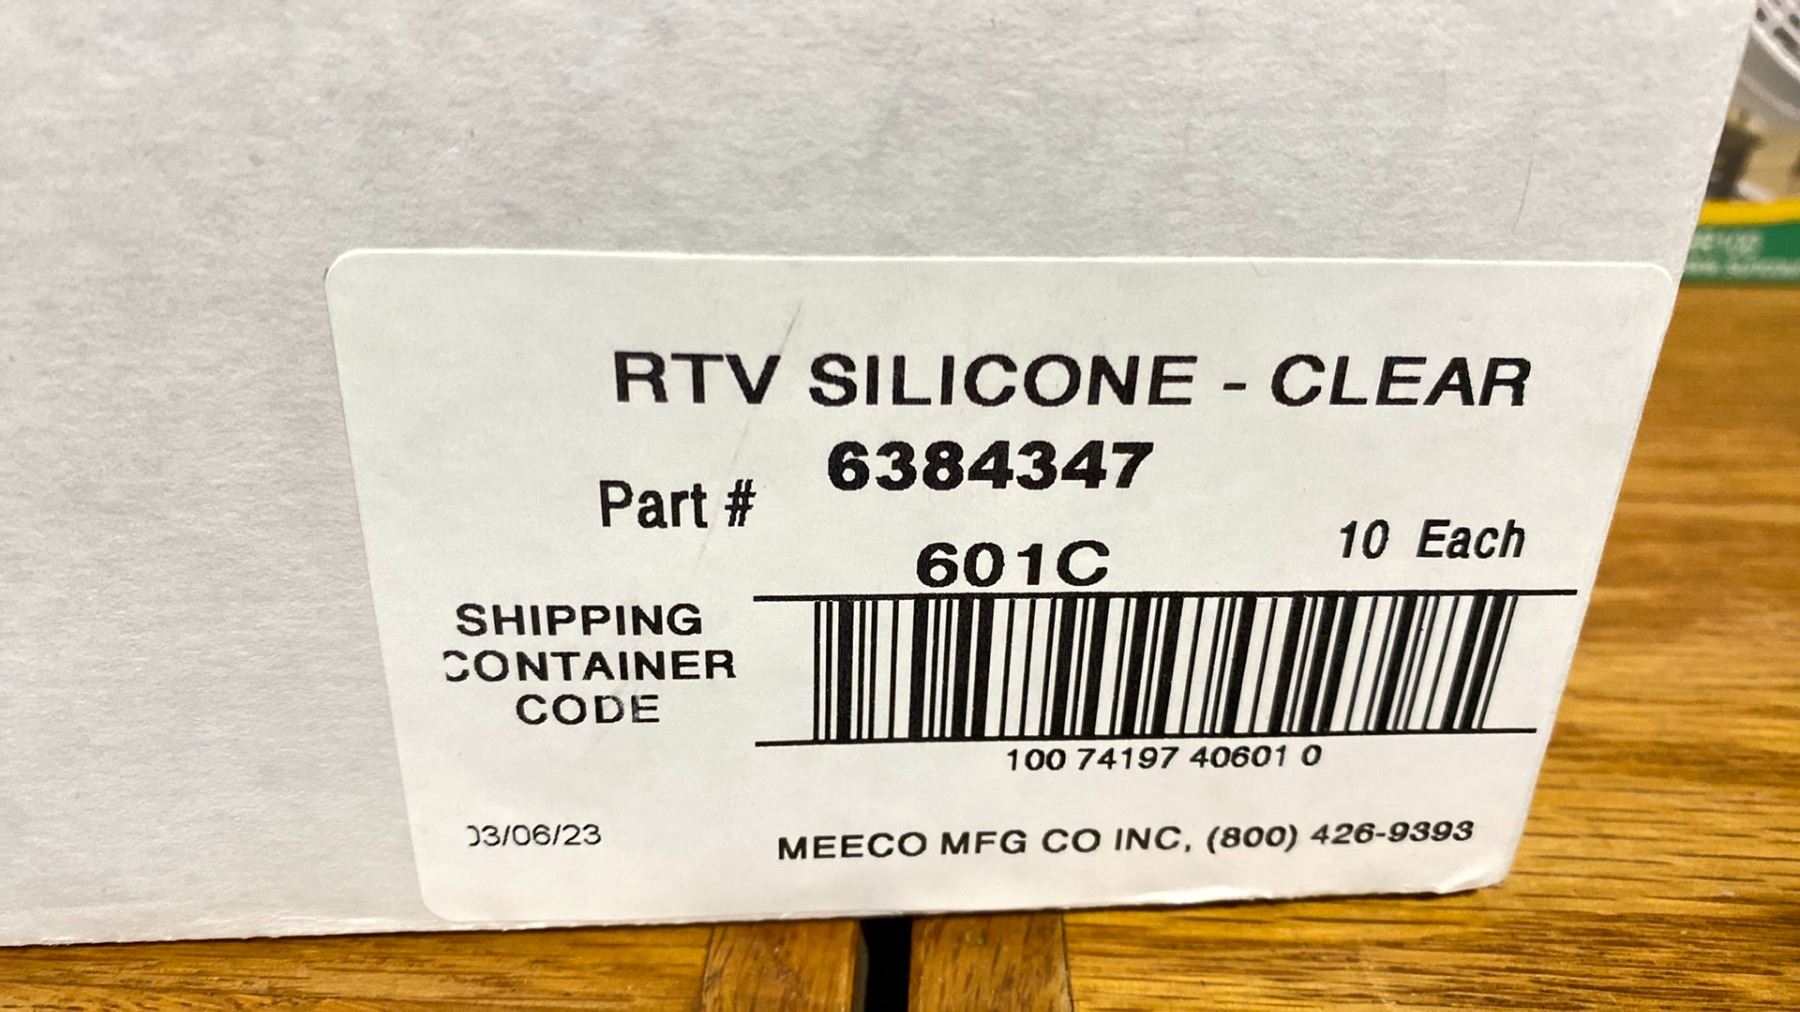 RTV SILICONE - CLEAR
6384347
Part #
601C
10 Each
SHIPPING
CONTAINER
CODE
100 74197 40601 0
03/06/23
MEECO MFG CO INC, (800) 426-9393